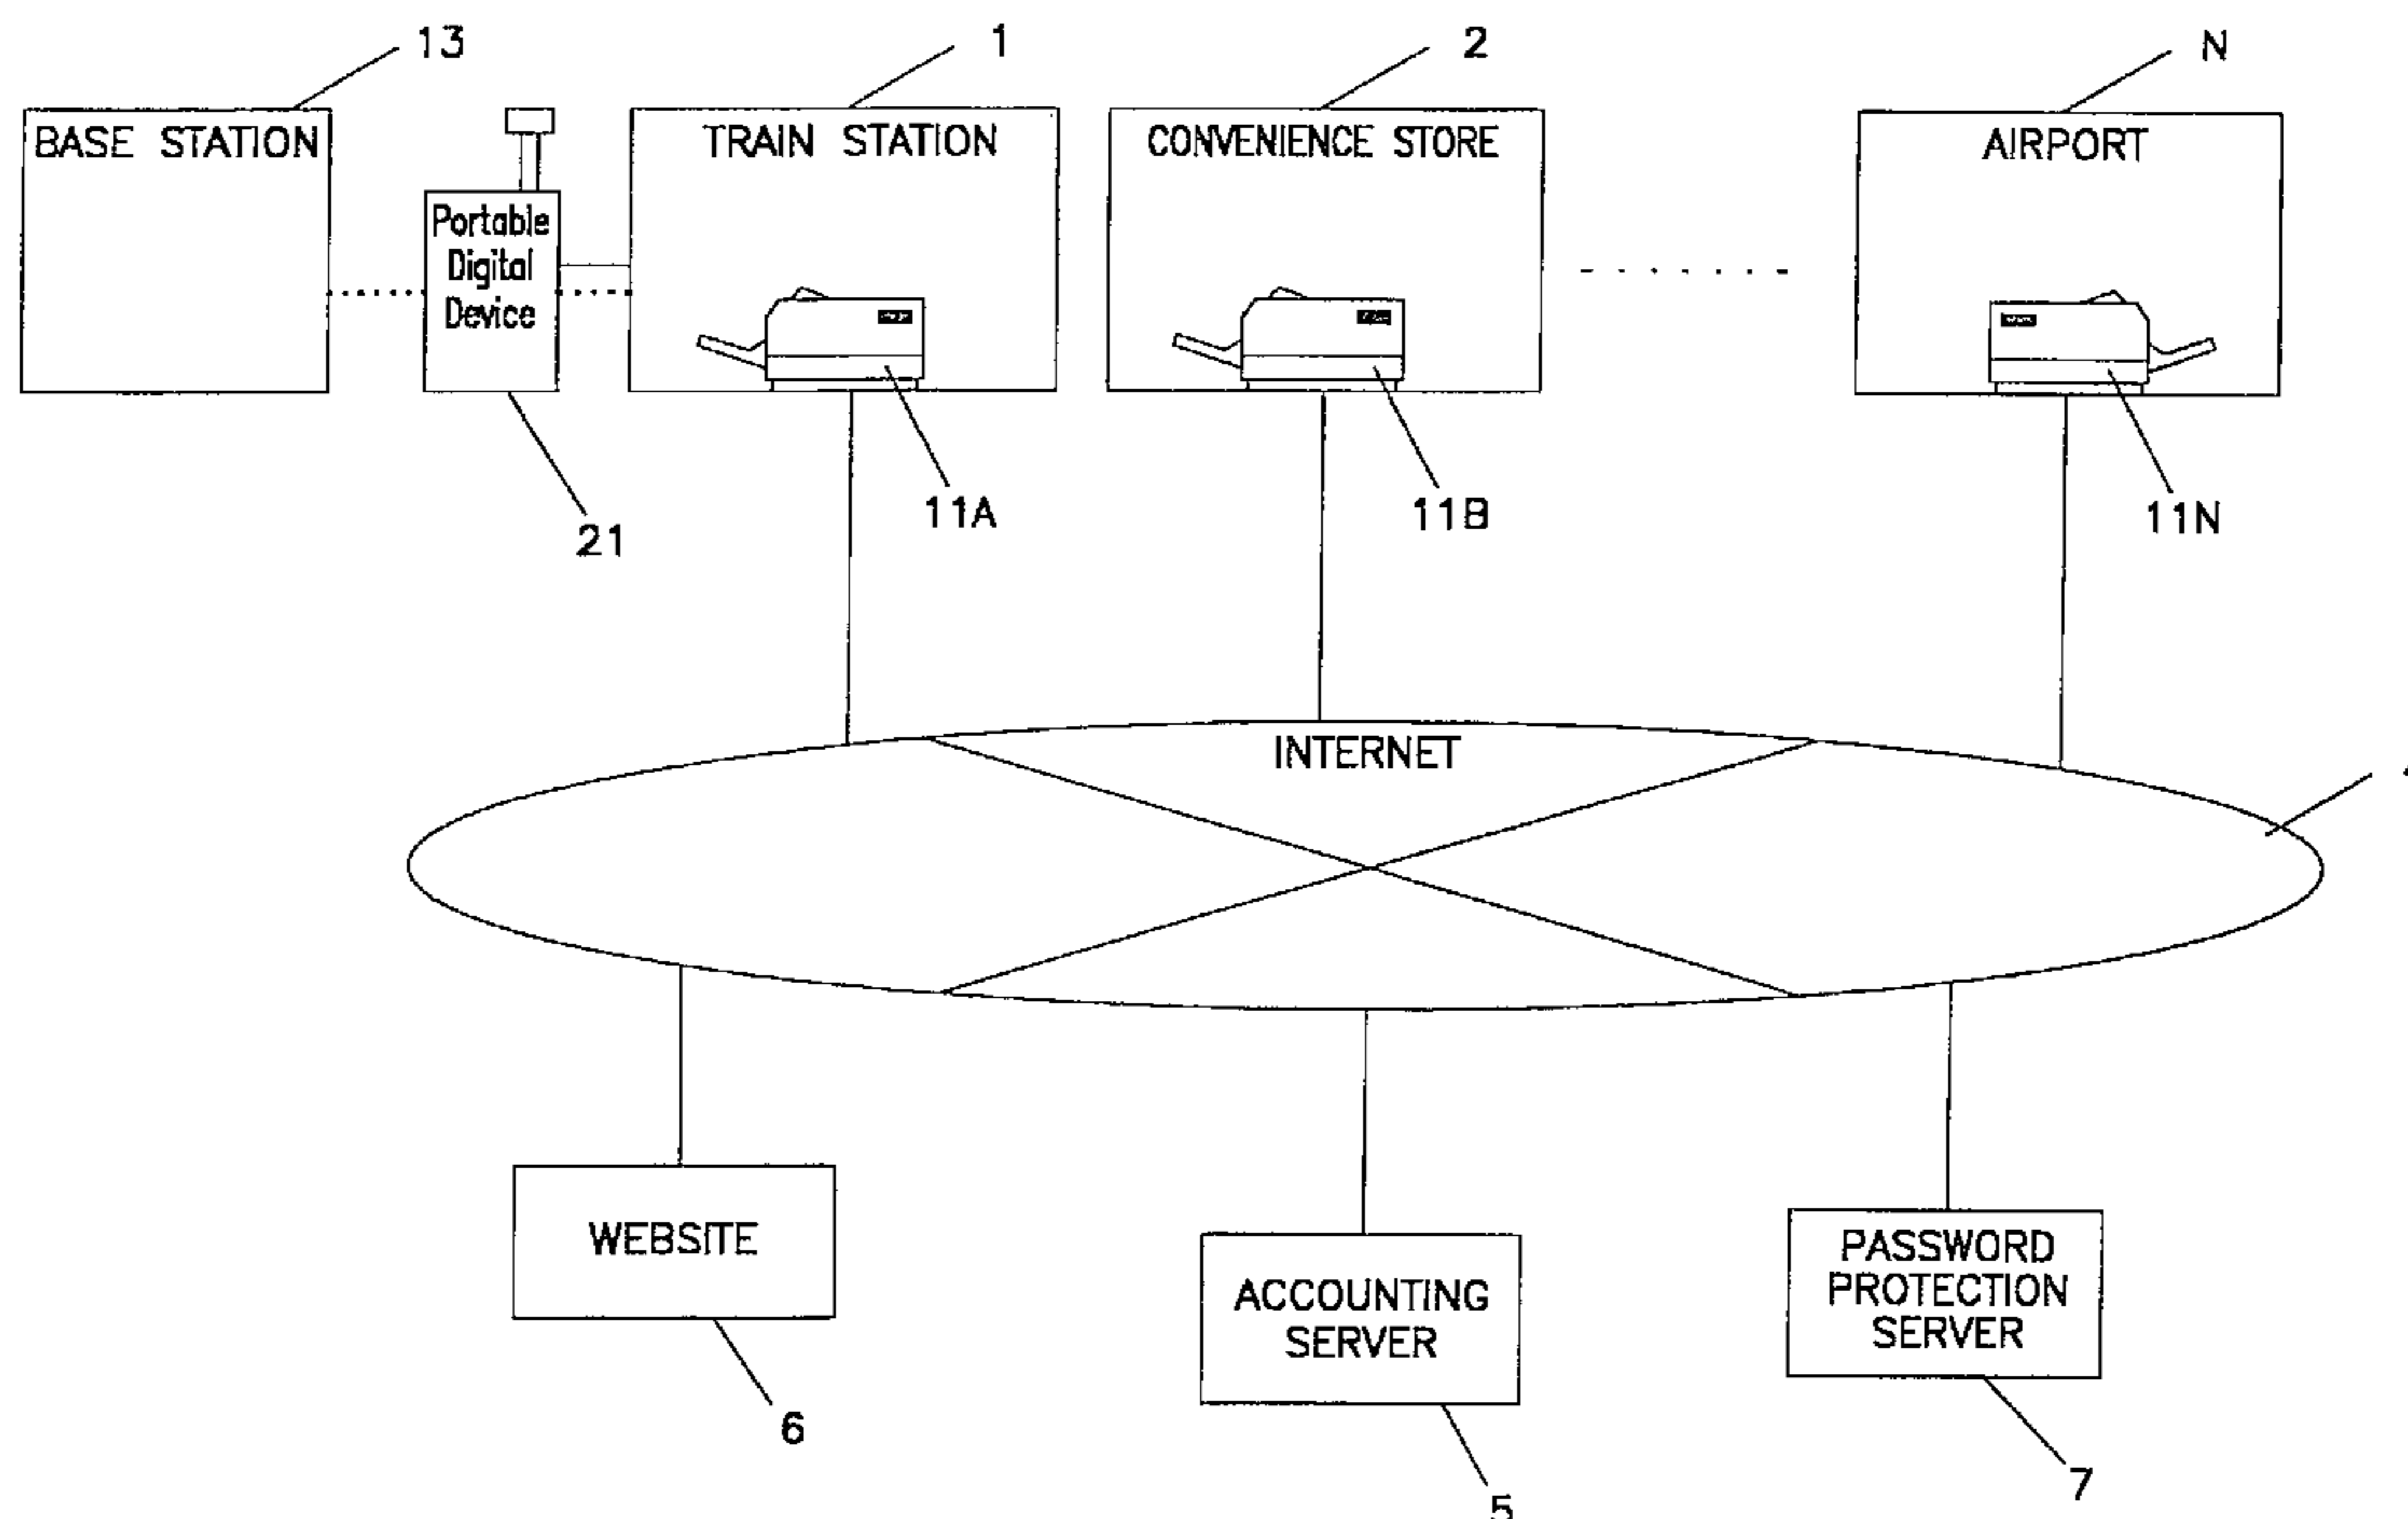 13
1
2
N
BASE STATION
TRAIN STATION
CONVENIENCE STORE
AIRPORT
Portable
Digital
Device
11A
11B
11N
21
INTERNET
WEBSITE
ACCOUNTING
SERVER
PASSWORD
PROTECTION
SERVER
6
5
7